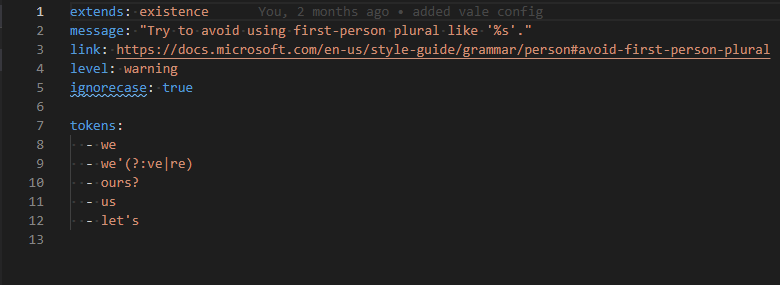 1 extends: existence You, 2 months ago • added vale config
2 message: "Try to avoid using first-person plural like '%s'."
3 link: https://docs.microsoft.com/en-us/style-guide/grammar/person#avoid-first-person-plural
4 level: warning
5 ignorecase: true
6
7 tokens:
8 - we
9 - we'(?:ve|re)
10 - ours?
11 - us
12 - let's
13